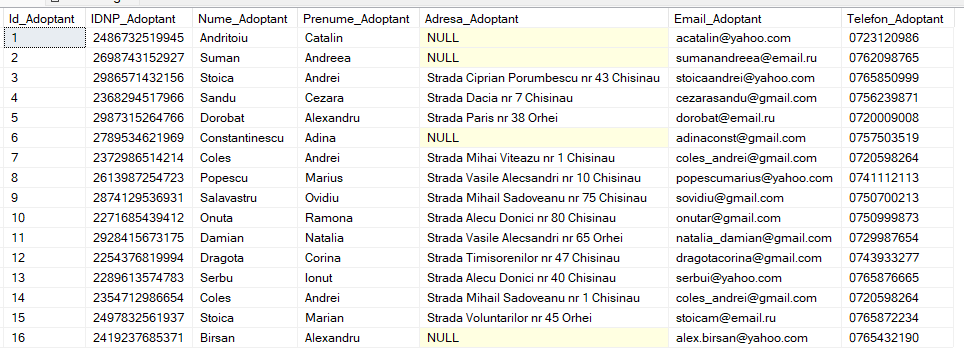 Id_Adoptant IDNP_Adoptant Nume_Adoptant Prenume_Adoptant Adresa_Adoptant Email_Adoptant Telefon_Adoptant
1 2486732519945 Andritoiu Catalin NULL acatalin@yahoo.com 0723120986
2 2698743152927 Suman Andreea NULL sumanandreea@email.ru 0762098765
3 2986571432156 Stoica Andrei Strada Ciprian Porumbescu nr 43 Chisinau stoicaandrei@yahoo.com 0765850999
4 2368294517966 Sandu Cezara Strada Dacia nr 7 Chisinau cezarasandu@gmail.com 0756239871
5 2987315264766 Dorobat Alexandru Strada Paris nr 38 Orhei dorobat@email.ru 0720009008
6 2789534621969 Constantinescu Adina NULL adinaconst@gmail.com 0757503519
7 2372986514214 Coles Andrei Strada Mihai Viteazu nr 1 Chisinau coles_andrei@gmail.com 0720598264
8 2613987254723 Popescu Marius Strada Vasile Alecsandri nr 10 Chisinau popescumarius@yahoo.com 0741112113
9 2874129536931 Salavastru Ovidiu Strada Mihail Sadoveanu nr 75 Chisinau sovidiu@gmail.com 0750700213
10 2271685439412 Onuta Ramona Strada Alecu Donici nr 80 Chisinau onutar@gmail.com 0750999873
11 2928415673175 Damian Natalia Strada Vasile Alecsandri nr 65 Orhei natalia_damian@gmail.com 0729987654
12 2254376819994 Dragota Corina Strada Timisorenilor nr 47 Chisinau dragotacorina@gmail.com 0743933277
13 2289613574783 Serbu Ionut Strada Alecu Donici nr 40 Chisinau serbui@yahoo.com 0765876665
14 2354712986654 Coles Andrei Strada Mihail Sadoveanu nr 1 Chisinau coles_andrei@gmail.com 0720598264
15 2497832561937 Stoica Marian Strada Voluntarilor nr 45 Orhei stoicam@email.ru 0765872234
16 2419237685371 Birsan Alexandru NULL alex.birsan@yahoo.com 0765432190